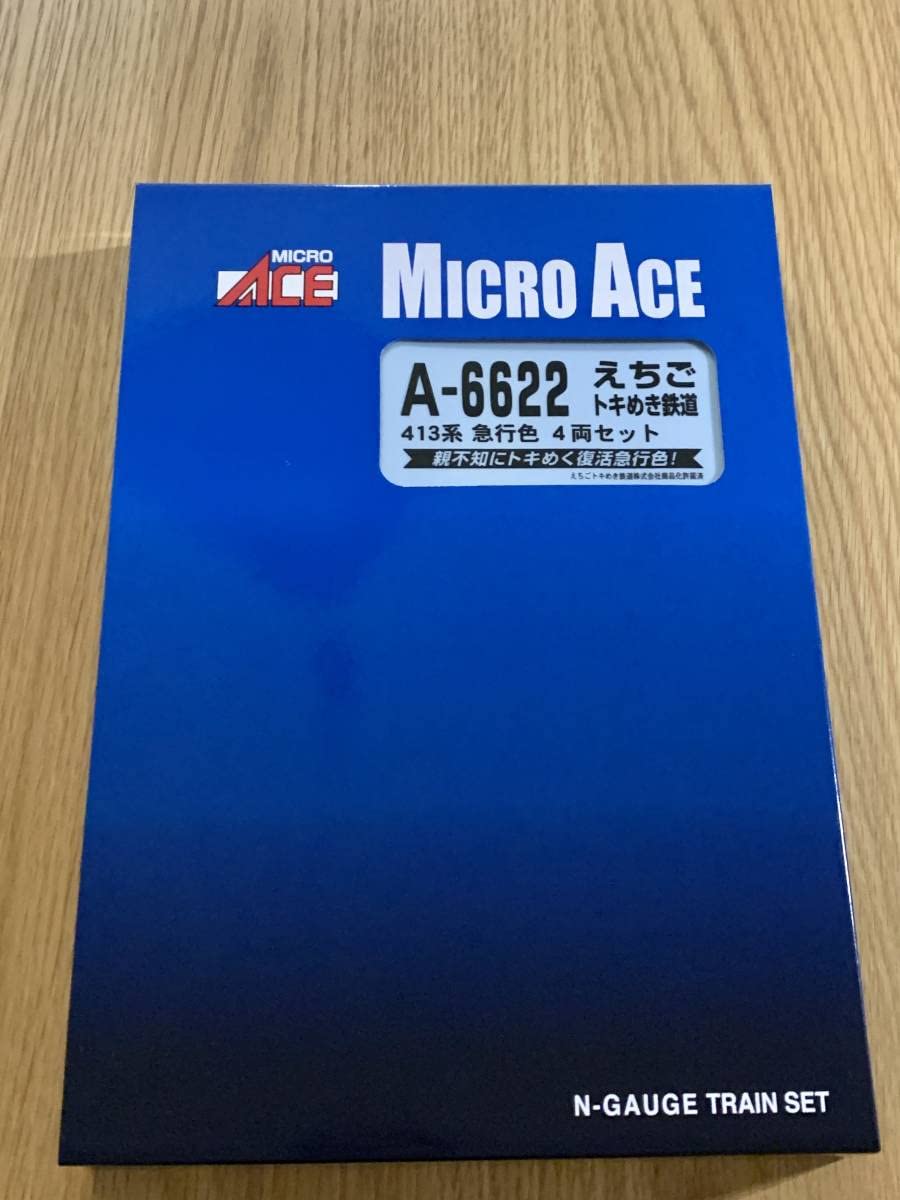 MICRO
ACE
MICRO ACE
A-6622 えちご
トキめき鉄道
413系 急行色 4両セット
親不知にトキめく復活急行色!
えちごトキめき鉄道株式会社商品化許諾済
N-GAUGE TRAIN SET